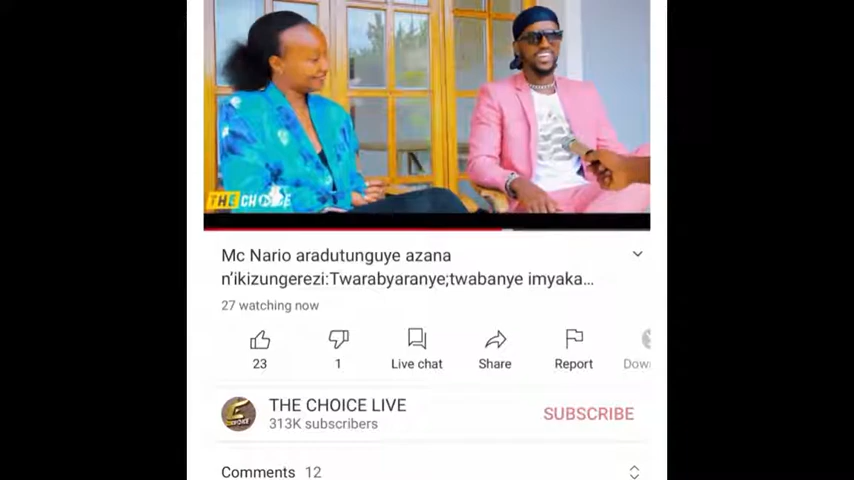 THE CHOICE
Mc Nario aradutunguye azana
n'ikizungerezi:Twarabyaranye;twabanye imyaka...
27 watching now
23
1
Live chat
Share
Report
Dow
THE CHOICE LIVE
313K subscribers
SUBSCRIBE
Comments 12